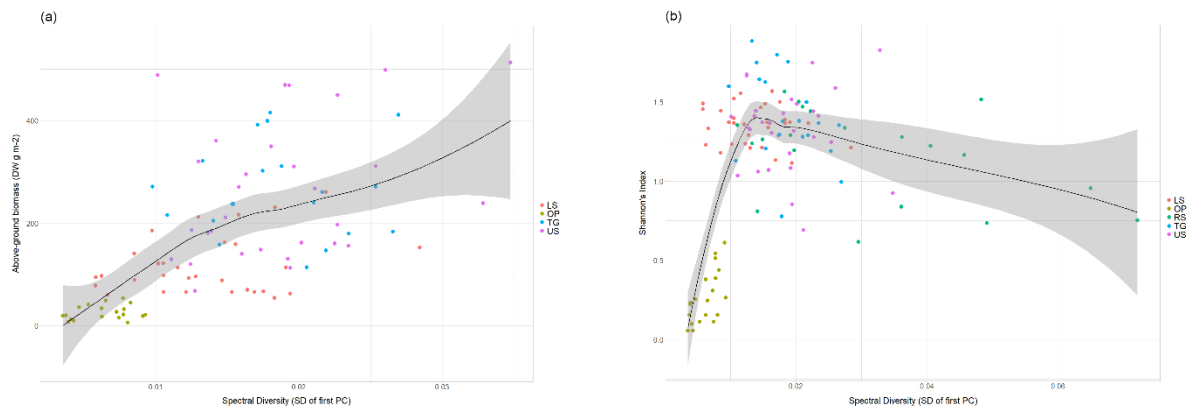 (a)
Above-ground biomass (DW g m-2)
400
200
0
0.01
0.02
0.03
Spectral Diversity (SD of first PC)
LS
OP
TG
US
(b)
Shannon's Index
1.5
1.0
0.5
0.0
0.02
0.04
0.06
Spectral Diversity (SD of first PC)
LS
OP
RS
TG
US